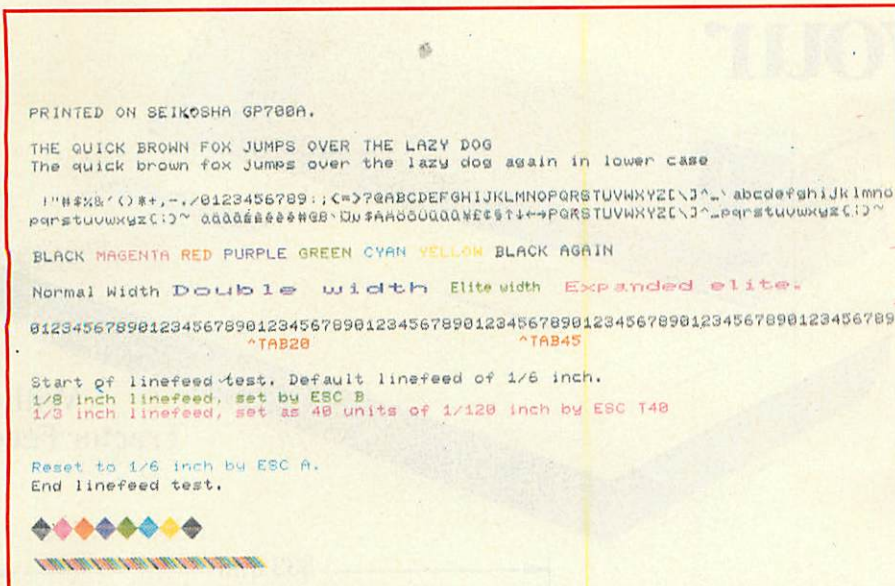 PRINTED ON SEIKOSHA GP700A.
THE QUICK BROWN FOX JUMPS OVER THE LAZY DOG
The quick brown fox jumps over the lazy dog again in lower case
!"#$%&'()*+,-./0123456789:;<=>?@ABCDEFGHIJKLMNOPQRSTUVWXYZ[\]^_`abcdefghijklmno
BLACK MAGENTA RED PURPLE GREEN CYAN YELLOW BLACK AGAIN
Normal Width Double width Elite width Expanded elite.
01234567890123456789012345678901234567890123456789012345678901234567890123456789
^TAB20 ^TAB45
Start of linefeed test. Default linefeed of 1/6 inch.
1/8 inch linefeed, set by ESC B
1/3 inch linefeed, set as 40 units of 1/120 inch by ESC T40
Reset to 1/6 inch by ESC A.
End linefeed test.